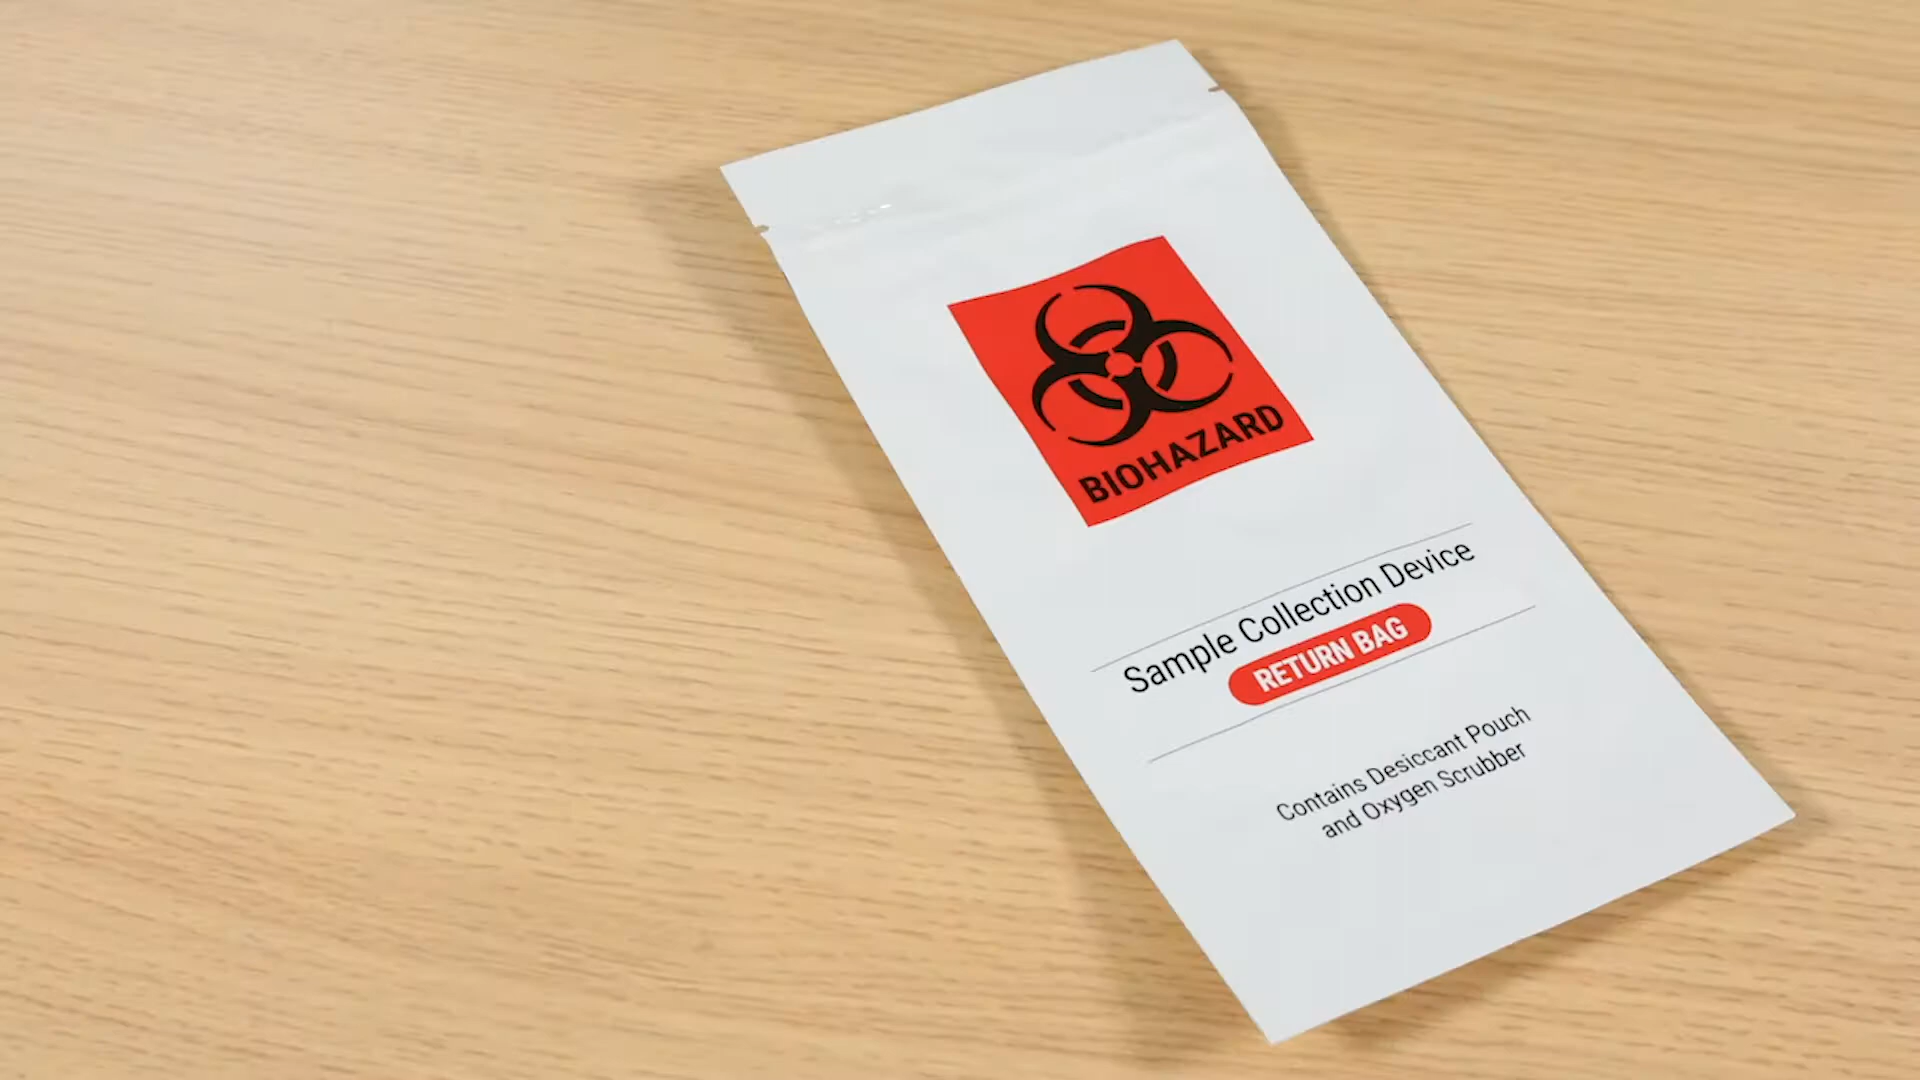 BIOHAZARD
Sample Collection Device
RETURN BAG
Contains Desiccant Pouch
and Oxygen Scrubber